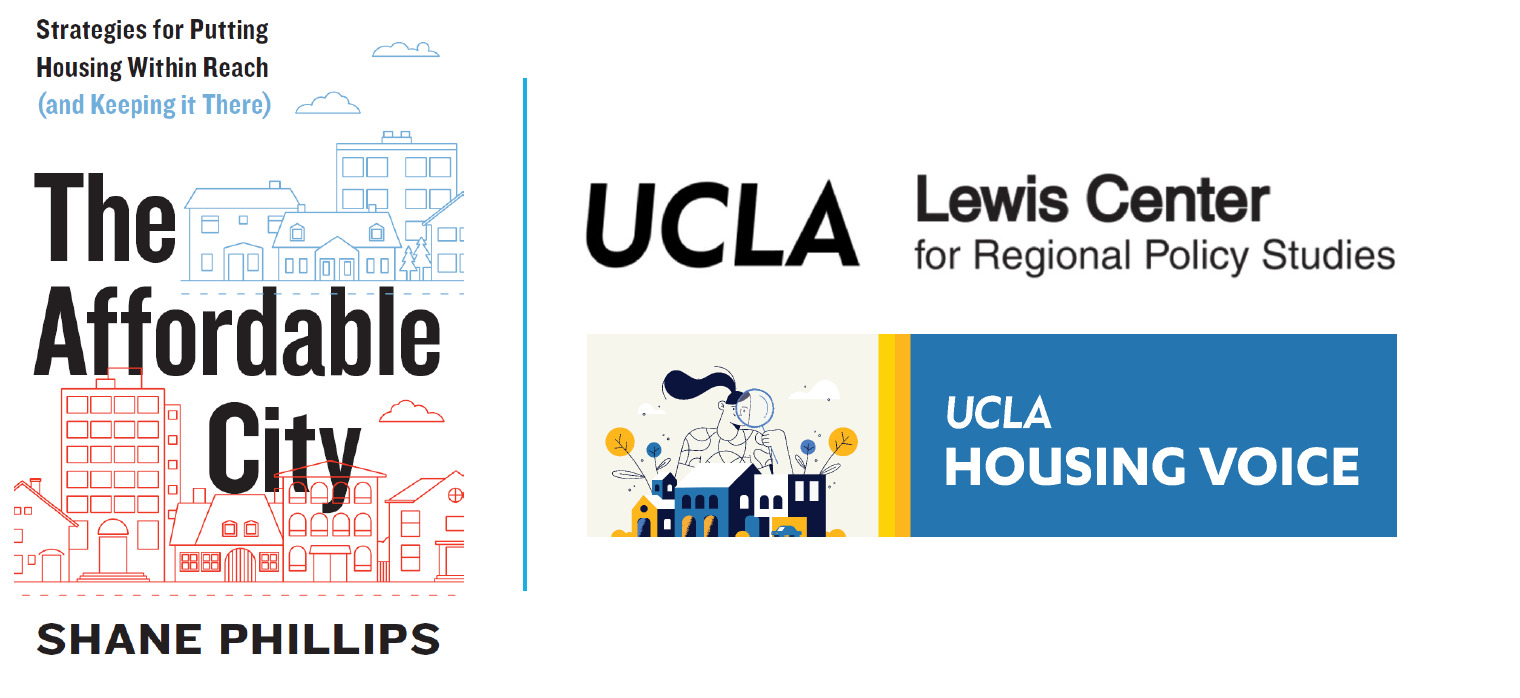 Strategies for Putting
Housing Within Reach
(and Keeping it There)
The
Affordable
City
SHANE PHILLIPS
UCLA
Lewis Center
for Regional Policy Studies
UCLA
HOUSING VOICE